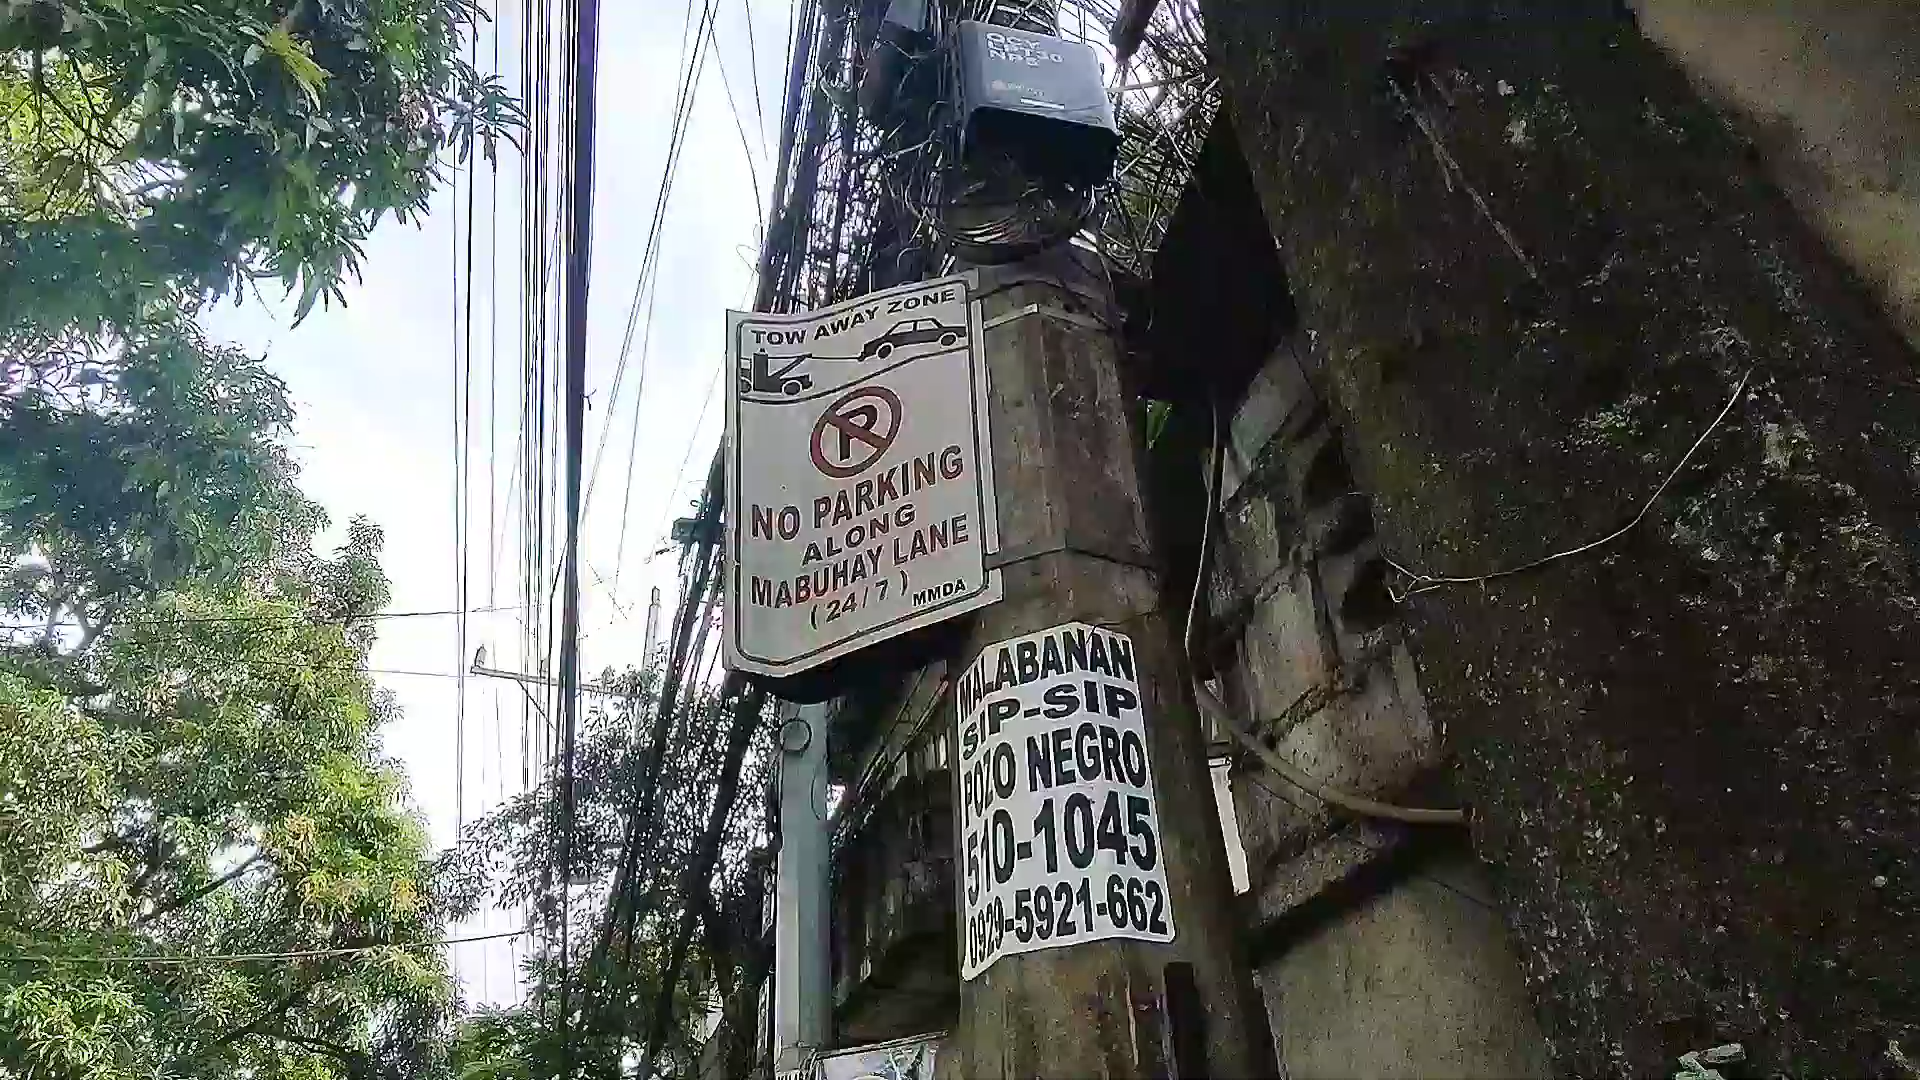 TOW AWAY ZONE
P
NO PARKING
ALONG
MABUHAY LANE
( 24 / 7 )
MMDA
MALABANAN
SIP-SIP
POZO NEGRO
510-1045
0929-5921-662